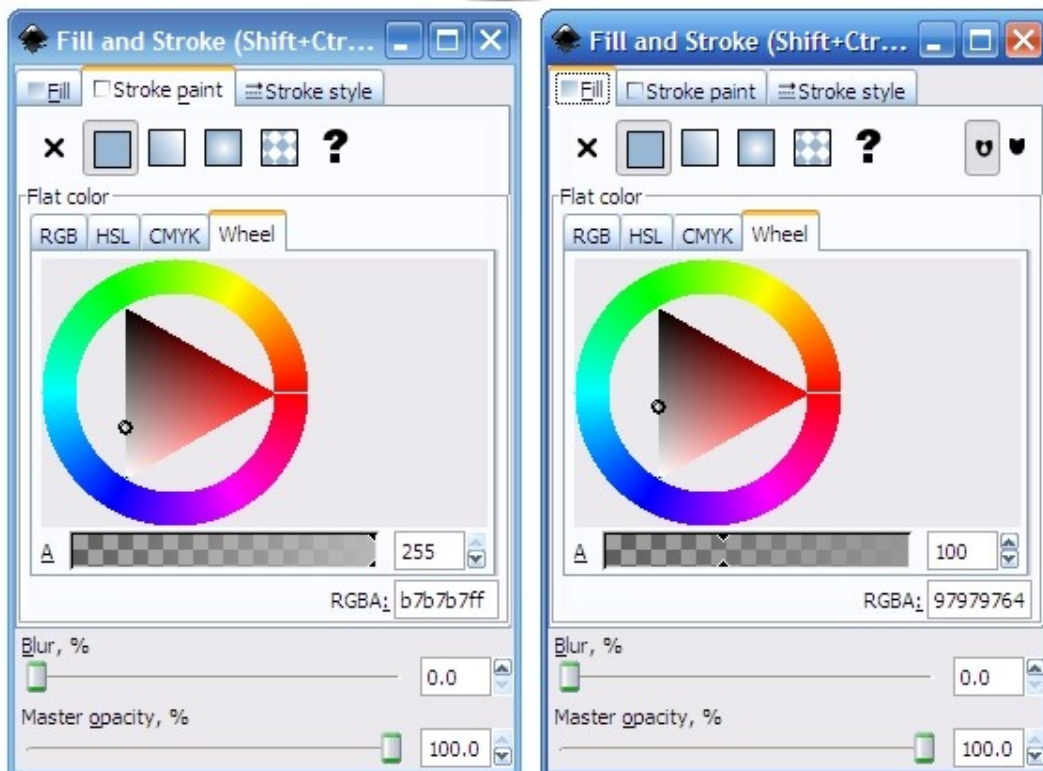 Fill and Stroke (Shift+Ctr...
Fill
Stroke paint
Stroke style
?
Flat color
RGB
HSL
CMYK
Wheel
A
255
RGBA:
b7b7b7ff
Blur, %
0.0
Master opacity, %
100.0
Fill and Stroke (Shift+Ctr...
Fill
Stroke paint
Stroke style
?
Flat color
RGB
HSL
CMYK
Wheel
A
100
RGBA:
97979764
Blur, %
0.0
Master opacity, %
100.0